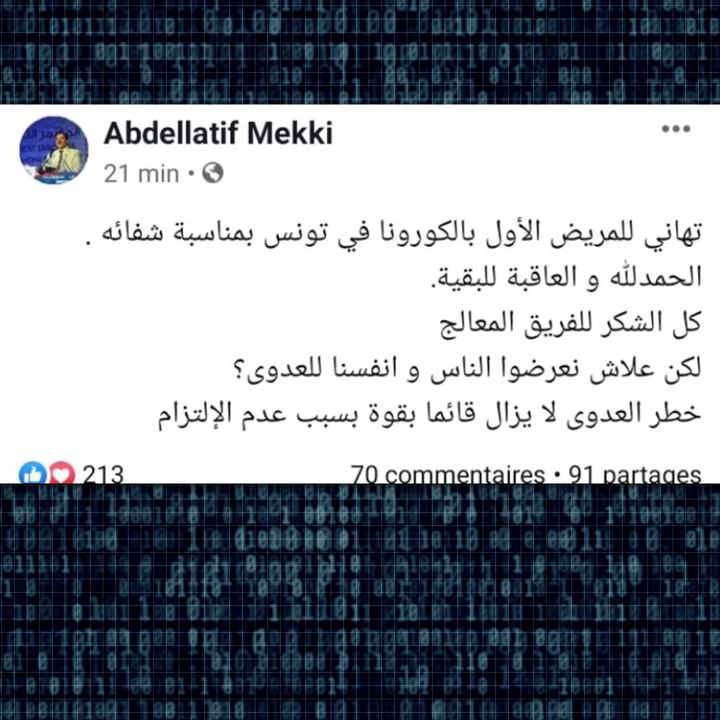 Abdellatif Mekki
21 min
تهاني للمريض الأول بالكورونا في تونس بمناسبة شفائه .
الحمدلله و العاقبة للبقية.
كل الشكر للفريق المعالج
لكن علاش نعرضوا الناس و انفسنا للعدوى؟
خطر العدوى لا يزال قائما بقوة بسبب عدم الإلتزام
213 70 commentaires • 91 partages